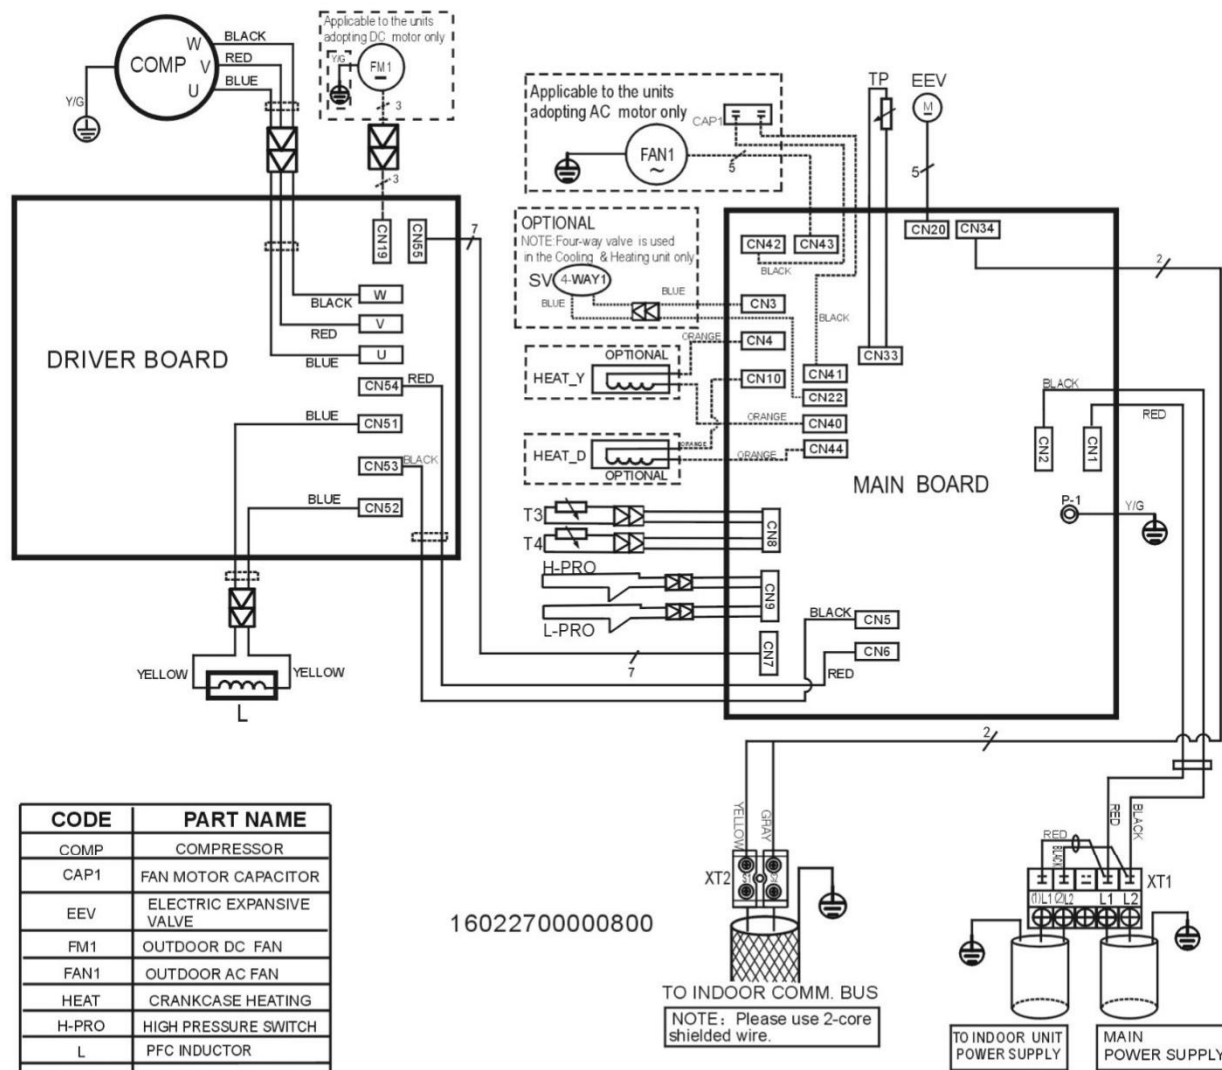 W
BLACK
V
RED
U
BLUE
COMP
Y/G
Applicable to the units
adopting DC motor only
Y/G
FM1
3
3
Applicable to the units
adopting AC motor only
CAP1
FAN1
5
TP
EEV
M
5
OPTIONAL
NOTE:Four-way valve is used
in the Cooling & Heating unit only
SV
4-WAY1
BLUE
BLUE
DRIVER BOARD
CN19
CN55
7
BLACK
W
RED
V
BLUE
U
CN54
RED
BLUE
CN51
CN53
BLACK
BLUE
CN52
YELLOW
YELLOW
L
HEAT_Y
OPTIONAL
ORANGE
ORANGE
HEAT_D
OPTIONAL
ORANGE
ORANGE
T3
T4
H-PRO
L-PRO
7
MAIN BOARD
CN42
CN43
BLACK
CN20
CN34
2
CN3
BLACK
CN4
CN33
CN10
CN41
CN22
CN40
CN44
BLACK
RED
CN2
CN1
P-1
Y/G
CN8
CN9
CN7
BLACK
CN5
CN6
RED
2
YELLOW
GRAY
XT2
TO INDOOR COMM. BUS
NOTE: Please use 2-core
shielded wire.
RED
BLACK
RED
BLACK
XT1
(1)L1
(2)L2
L1
L2
TO INDOOR UNIT
POWER SUPPLY
MAIN
POWER SUPPLY
16022700000800
CODE PART NAME
COMP COMPRESSOR
CAP1 FAN MOTOR CAPACITOR
EEV ELECTRIC EXPANSIVE
VALVE
FM1 OUTDOOR DC FAN
FAN1 OUTDOOR AC FAN
HEAT CRANKCASE HEATING
H-PRO HIGH PRESSURE SWITCH
L PFC INDUCTOR